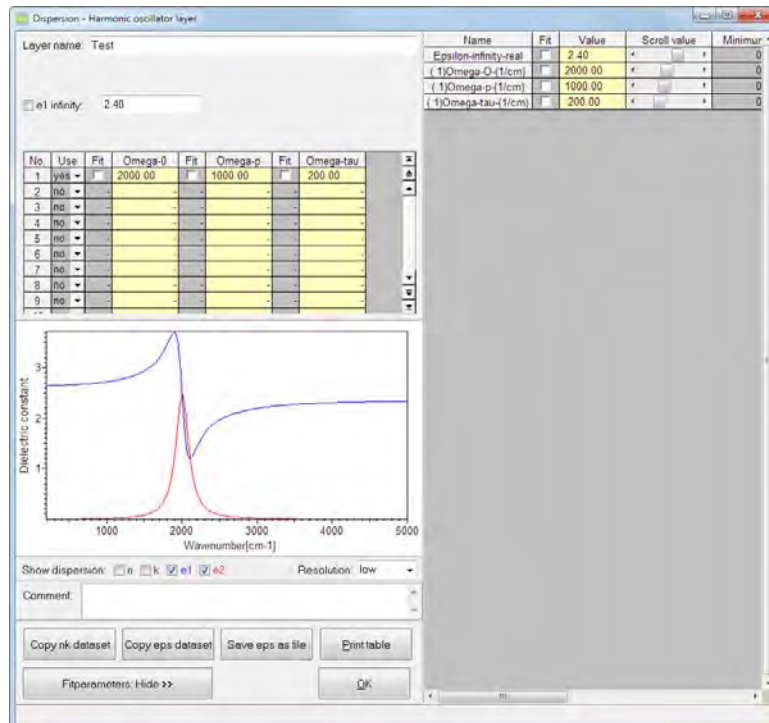 Dispersion - Harmonic oscillator layer
Layer name: Test
e1 infinity: 2.40
No. Use Fit Omega-0 Fit Omega-p Fit Omega-tau
1 yes 2000.00 1000.00 200.00
2 no - - - - - -
3 no - - - - - -
4 no - - - - - -
5 no - - - - - -
6 no - - - - - -
7 no - - - - - -
8 no - - - - - -
9 no - - - - - -
Dielectric constant
3
2
1
1000 2000 3000 4000 5000
Wavenumber[cm-1]
Show dispersion: n k e1 e2 Resolution: low
Comment:
Copy nk dataset Copy eps dataset Save eps as file Print table
Fitparameters: Hide >> OK
Name Fit Value Scroll value Minimur
Epsilon-infinity-real 2.40 0
( 1)Omega-O-(1/cm) 2000.00 0
( 1)Omega-p-(1/cm) 1000.00 0
( 1)Omega-tau-(1/cm) 200.00 0